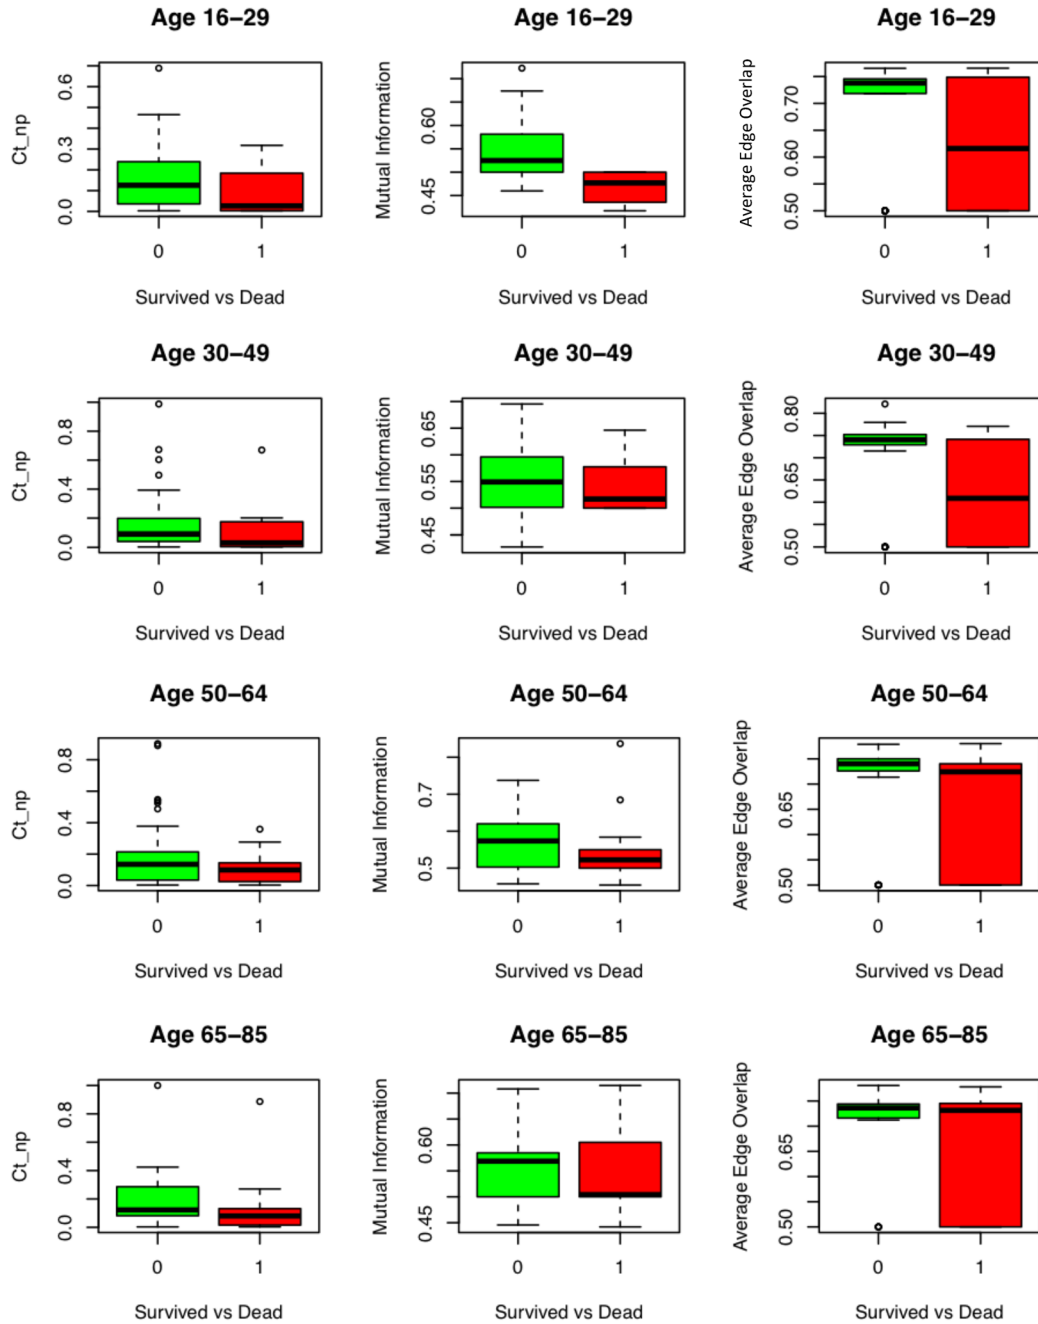 Age 16–29
Ct_np
0.0 0.3 0.6
0 1
Survived vs Dead
Age 16–29
Mutual Information
0.45 0.60
0 1
Survived vs Dead
Age 16–29
Average Edge Overlap
0.50 0.60 0.70
0 1
Survived vs Dead
Age 30–49
Ct_np
0.0 0.4 0.8
0 1
Survived vs Dead
Age 30–49
Mutual Information
0.45 0.55 0.65
0 1
Survived vs Dead
Age 30–49
Average Edge Overlap
0.50 0.65 0.80
0 1
Survived vs Dead
Age 50–64
Ct_np
0.0 0.4 0.8
0 1
Survived vs Dead
Age 50–64
Mutual Information
0.5 0.7
0 1
Survived vs Dead
Age 50–64
Average Edge Overlap
0.50 0.65
0 1
Survived vs Dead
Age 65–85
Ct_np
0.0 0.4 0.8
0 1
Survived vs Dead
Age 65–85
Mutual Information
0.45 0.60
0 1
Survived vs Dead
Age 65–85
Average Edge Overlap
0.50 0.65
0 1
Survived vs Dead